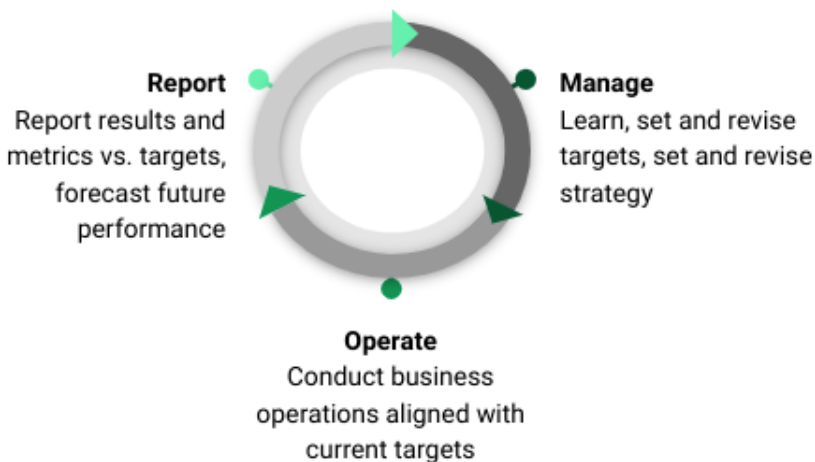 Report
Report results and
metrics vs. targets,
forecast future
performance
Manage
Learn, set and revise
targets, set and revise
strategy
Operate
Conduct business
operations aligned with
current targets